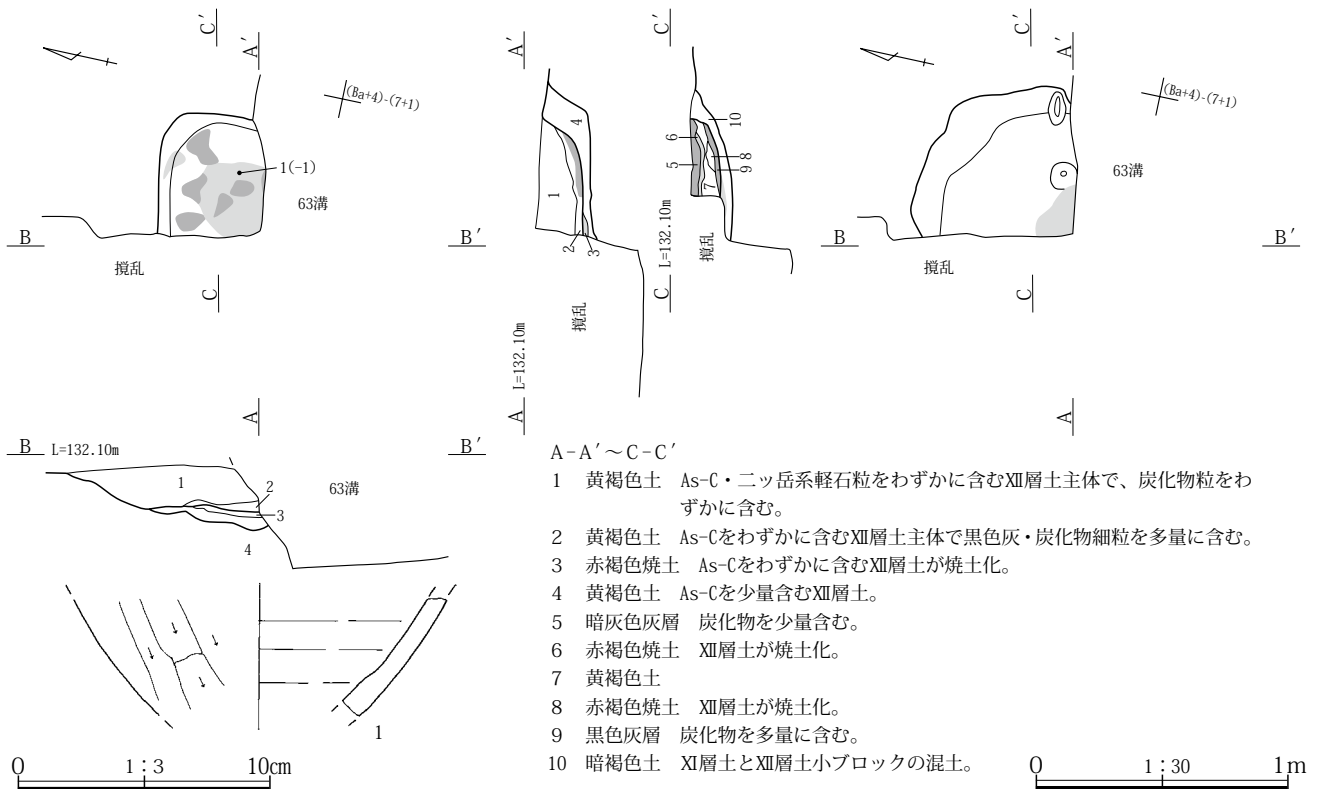 C′
A′
(Ba+4)-(7+1)
1(-1)
63溝
B
B′
撹乱
C
A
A′
4
1
2
3
撹乱
L=132.10m
A
C′
10
6
5
8
9
7
L=132.10m
撹乱
C
C′
A′
(Ba+4)-(7+1)
63溝
B
B′
撹乱
C
A
B L=132.10m
B′
1
2
3
4
63溝
1
0 1：3 10cm
A-A′～C-C′
1 黄褐色土 As-C・二ッ岳系軽石粒をわずかに含むⅫ層土主体で、炭化物粒をわ
ずかに含む。
2 黄褐色土 As-Cをわずかに含むⅫ層土主体で黒色灰・炭化物細粒を多量に含む。
3 赤褐色焼土 As-Cをわずかに含むⅫ層土が焼土化。
4 黄褐色土 As-Cを少量含むⅫ層土。
5 暗灰色灰層 炭化物を少量含む。
6 赤褐色焼土 Ⅻ層土が焼土化。
7 黄褐色土
8 赤褐色焼土 Ⅻ層土が焼土化。
9 黒色灰層 炭化物を多量に含む。
10 暗褐色土 Ⅺ層土とⅫ層土小ブロックの混土。
0 1：30 1m